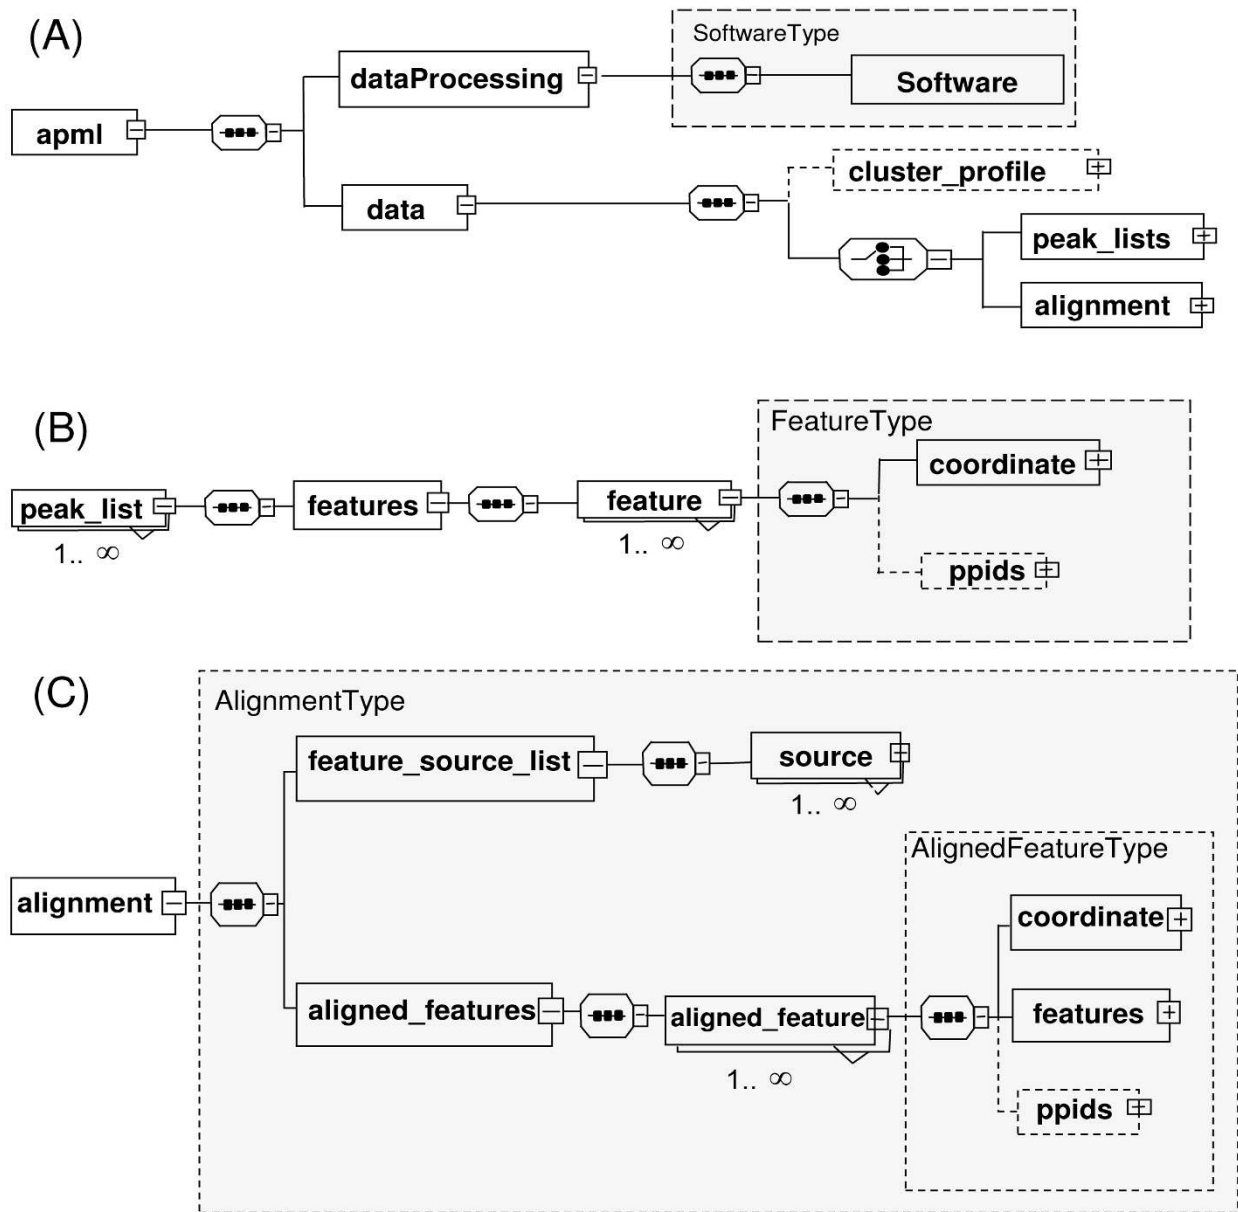 (A)
SoftwareType
dataProcessing
Software
apml
cluster_profile
data
peak_lists
alignment
(B)
FeatureType
coordinate
peak_list
features
feature
1.. ∞
1.. ∞
ppids
(C)
AlignmentType
feature_source_list
source
1.. ∞
AlignedFeatureType
alignment
coordinate
aligned_features
aligned_feature
features
1.. ∞
ppids